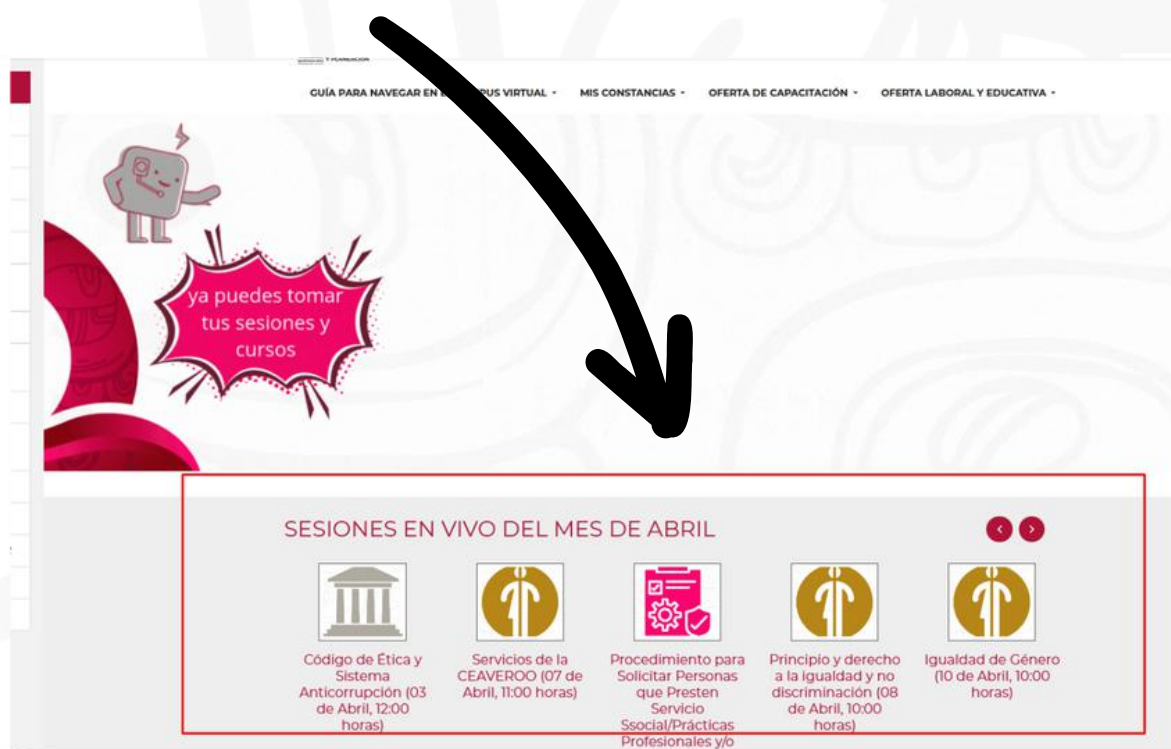 Y PLANEACIÓN
GUÍA PARA NAVEGAR EN PUS VIRTUAL
MIS CONSTANCIAS
OFERTA DE CAPACITACIÓN
OFERTA LABORAL Y EDUCATIVA
ya puedes tomar
tus sesiones y
cursos
SESIONES EN VIVO DEL MES DE ABRIL
Código de Ética y
Sistema
Anticorrupción (03
de Abril, 12:00
horas)
Servicios de la
CEAVEROO (07 de
Abril, 11:00 horas)
Procedimiento para
Solicitar Personas
que Presten
Servicio
Ssocial/Prácticas
Profesionales y/o
Principio y derecho
a la igualdad y no
discriminación (08
de Abril, 10:00
horas)
Igualdad de Género
(10 de Abril, 10:00
horas)